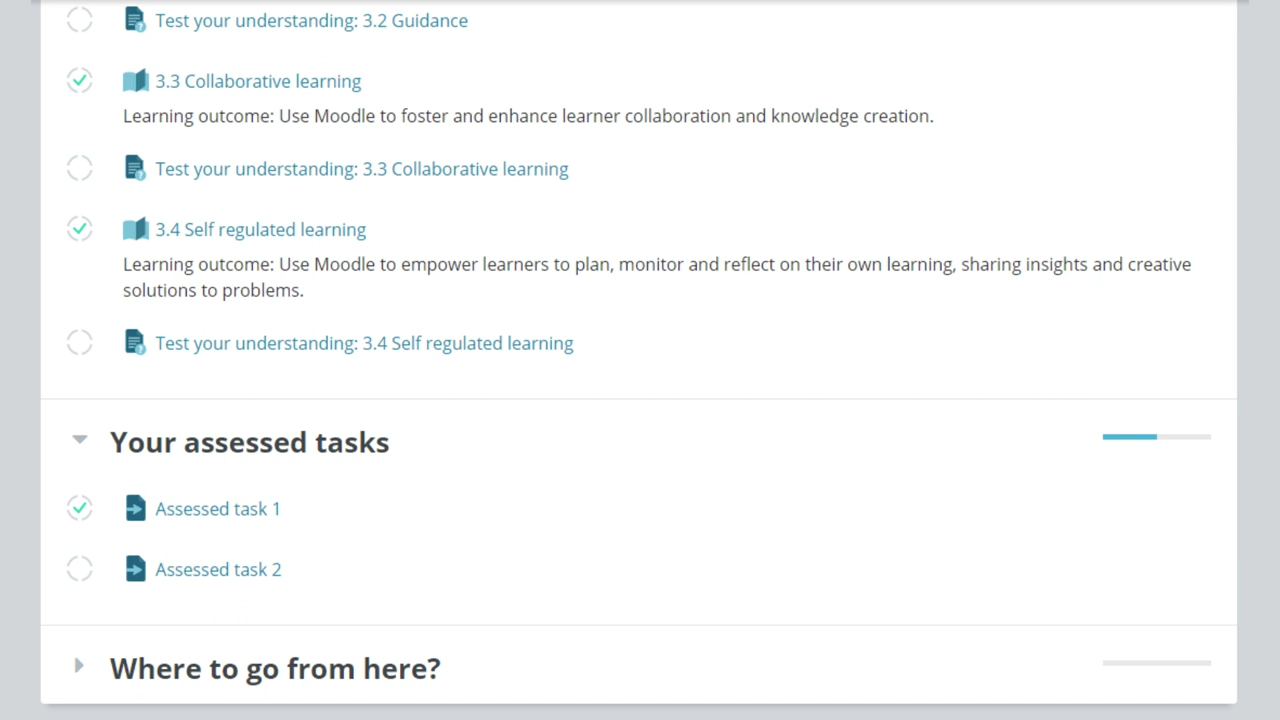 Test your understanding: 3.2 Guidance
3.3 Collaborative learning
Learning outcome: Use Moodle to foster and enhance learner collaboration and knowledge creation.
Test your understanding: 3.3 Collaborative learning
3.4 Self regulated learning
Learning outcome: Use Moodle to empower learners to plan, monitor and reflect on their own learning, sharing insights and creative
solutions to problems.
Test your understanding: 3.4 Self regulated learning
Your assessed tasks
Assessed task 1
Assessed task 2
Where to go from here?